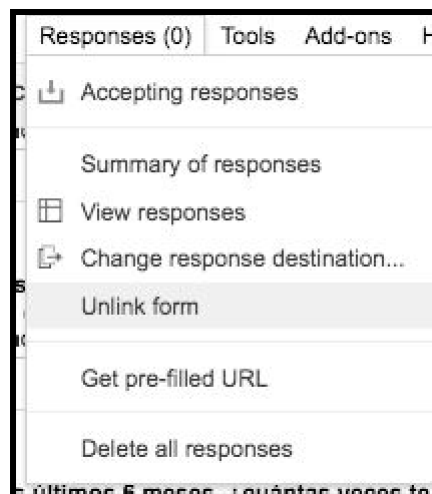 Responses (0) Tools Add-ons H
Accepting responses
Summary of responses
View responses
Change response destination...
Unlink form
Get pre-filled URL
Delete all responses
últimos 6 meses, ¿cuántas veces te